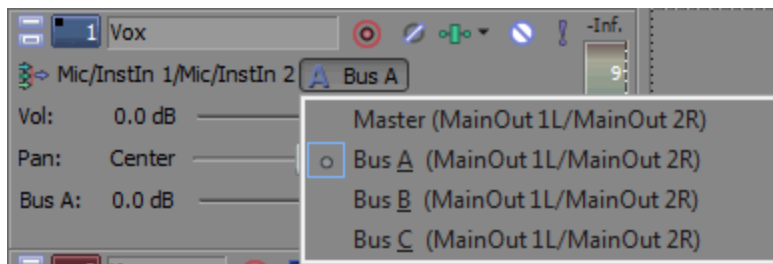 1 Vox -Inf.
Mic/InstIn 1/Mic/InstIn 2 A Bus A 9
Vol: 0.0 dB Master (MainOut 1L/MainOut 2R)
Pan: Center Bus A (MainOut 1L/MainOut 2R)
Bus A: 0.0 dB Bus B (MainOut 1L/MainOut 2R)
Bus C (MainOut 1L/MainOut 2R)